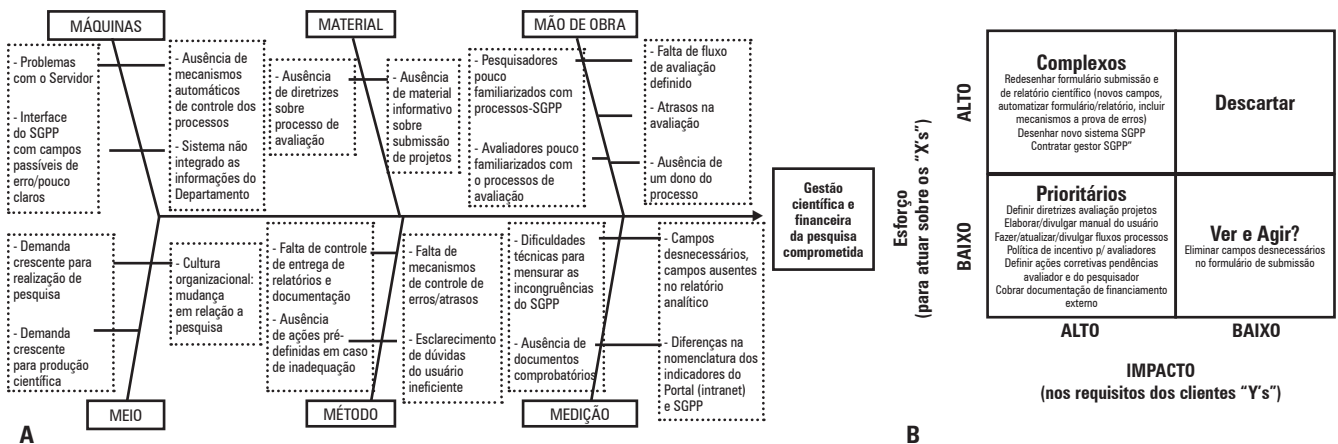 MÁQUINAS
MATERIAL
MÃO DE OBRA
- Problemas
com o Servidor
- Interface
do SGPP
com campos
passíveis de
erro/pouco
claros
- Ausência de
mecanismos
automáticos
de controle dos
processos
- Sistema não
integrado as
informações do
Departamento
- Ausência
de diretrizes
sobre
processo de
avaliação
- Ausência
de material
informativo
sobre
submissão
de projetos
- Pesquisadores
pouco
familiarizados com
processos-SGPP
- Avaliadores pouco
familiarizados com
o processos de
avaliação
- Falta de fluxo
de avaliação
definido
- Atrasos na
avaliação
- Ausência de
um dono do
processo
Gestão
científica e
financeira
da pesquisa
comprometida
- Demanda
crescente para
realização de
pesquisa
- Demanda
crescente
para produção
científica
- Cultura
organizacional:
mudança
em relação a
pesquisa
- Falta de controle
de entrega de
relatórios e
documentação
- Ausência
de ações pré-
definidas em caso
de inadequação
- Falta de
mecanismos
de controle de
erros/atrasos
- Esclarecimento
de dúvidas
do usuário
ineficiente
- Dificuldades
técnicas para
mensurar as
incongruências
do SGPP
- Ausência de
documentos
comprobatórios
- Campos
desnecessários,
campos ausentes
no relatório
analítico
- Diferenças na
nomenclatura dos
indicadores do
Portal (intranet)
e SGPP
MEIO
MÉTODO
MEDIÇÃO
A
Esforço
(para atuar sobre os "X's")
ALTO
BAIXO
Complexos
Redesenhar formulário submissão e
de relatório científico (novos campos,
automatizar formulário/relatório, incluir
mecanismos a prova de erros)
Desenhar novo sistema SGPP
Contratar gestor SGPP"
Descartar
Prioritários
Definir diretrizes avaliação projetos
Elaborar/divulgar manual do usuário
Fazer/atualizar/divulgar fluxos processos
Política de incentivo p/ avaliadores
Definir ações corretivas pendências
avaliador e do pesquisador
Cobrar documentação de financiamento
externo
Ver e Agir?
Eliminar campos desnecessários
no formulário de submissão
ALTO
BAIXO
IMPACTO
(nos requisitos dos clientes "Y's")
B